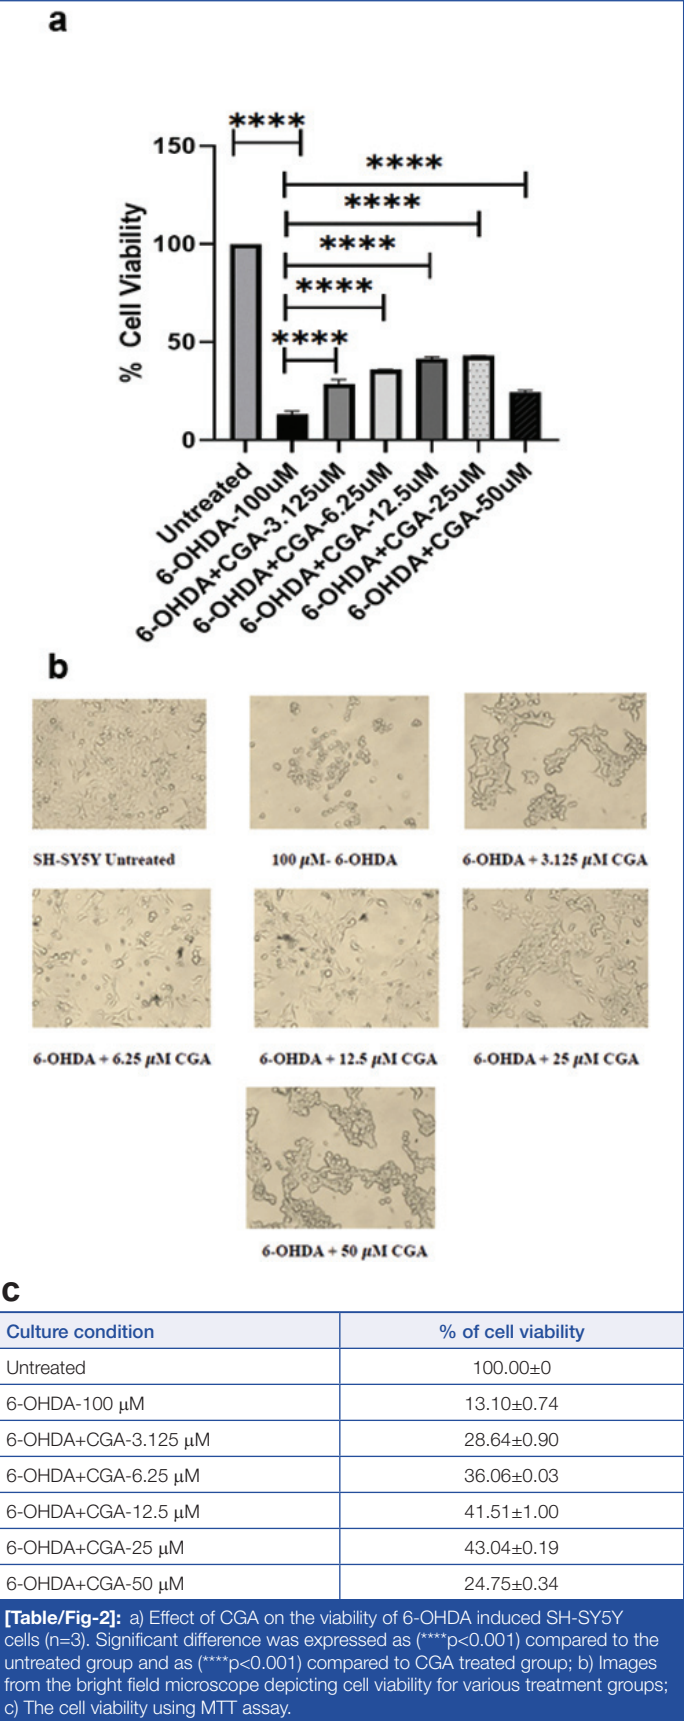 a
****
****
****
****
****
****
150
100
50
0
% Cell Viability
Untreated
6-OHDA-100uM
6-OHDA+CGA-3.125uM
6-OHDA+CGA-6.25uM
6-OHDA+CGA-12.5uM
6-OHDA+CGA-25uM
6-OHDA+CGA-50uM
b
SH-SY5Y Untreated
100 µM- 6-OHDA
6-OHDA + 3.125 µM CGA
6-OHDA + 6.25 µM CGA
6-OHDA + 12.5 µM CGA
6-OHDA + 25 µM CGA
6-OHDA + 50 µM CGA
c
Culture condition % of cell viability
Untreated 100.00±0
6-OHDA-100 µM 13.10±0.74
6-OHDA+CGA-3.125 µM 28.64±0.90
6-OHDA+CGA-6.25 µM 36.06±0.03
6-OHDA+CGA-12.5 µM 41.51±1.00
6-OHDA+CGA-25 µM 43.04±0.19
6-OHDA+CGA-50 µM 24.75±0.34
[Table/Fig-2]: a) Effect of CGA on the viability of 6-OHDA induced SH-SY5Y
cells (n=3). Significant difference was expressed as (****p<0.001) compared to the
untreated group and as (****p<0.001) compared to CGA treated group; b) Images
from the bright field microscope depicting cell viability for various treatment groups;
c) The cell viability using MTT assay.